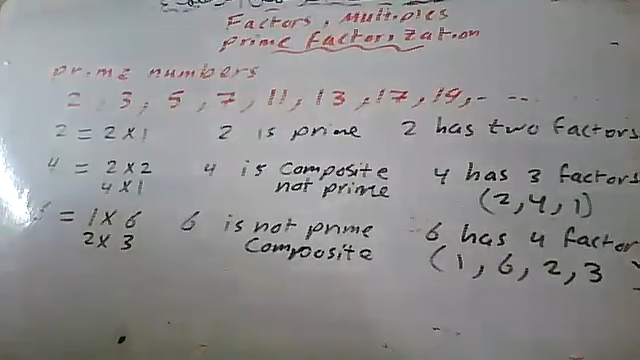 Factors, Multiples
prime factorization
prime numbers
2, 3, 5, 7, 11, 13, 17, 19, - - - -
2 = 2×1 2 is prime 2 has two factors
4 = 2×2 4 is composite 4 has 3 factors
4×1 not prime (2,4,1)
= 1×6 6 is not prime 6 has 4 factor
2×3 Composite (1, 6, 2, 3